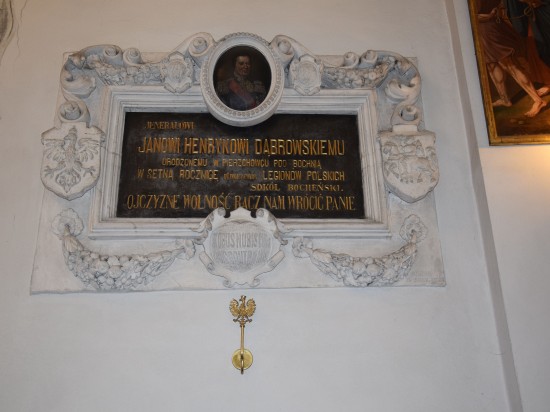 JENERAŁOWI
JANOWI HENRYKOWI DĄBROWSKIEMU
URODZONEMU W PIERZCHOWCU POD BOCHNIĄ
W SETNĄ ROCZNICĘ LEGIONÓW POLSKICH
SOKÓŁ BOCHEŃSKI.
OJCZYZNĘ WOLNOŚĆ RACZ NAM WRÓCIĆ PANIE